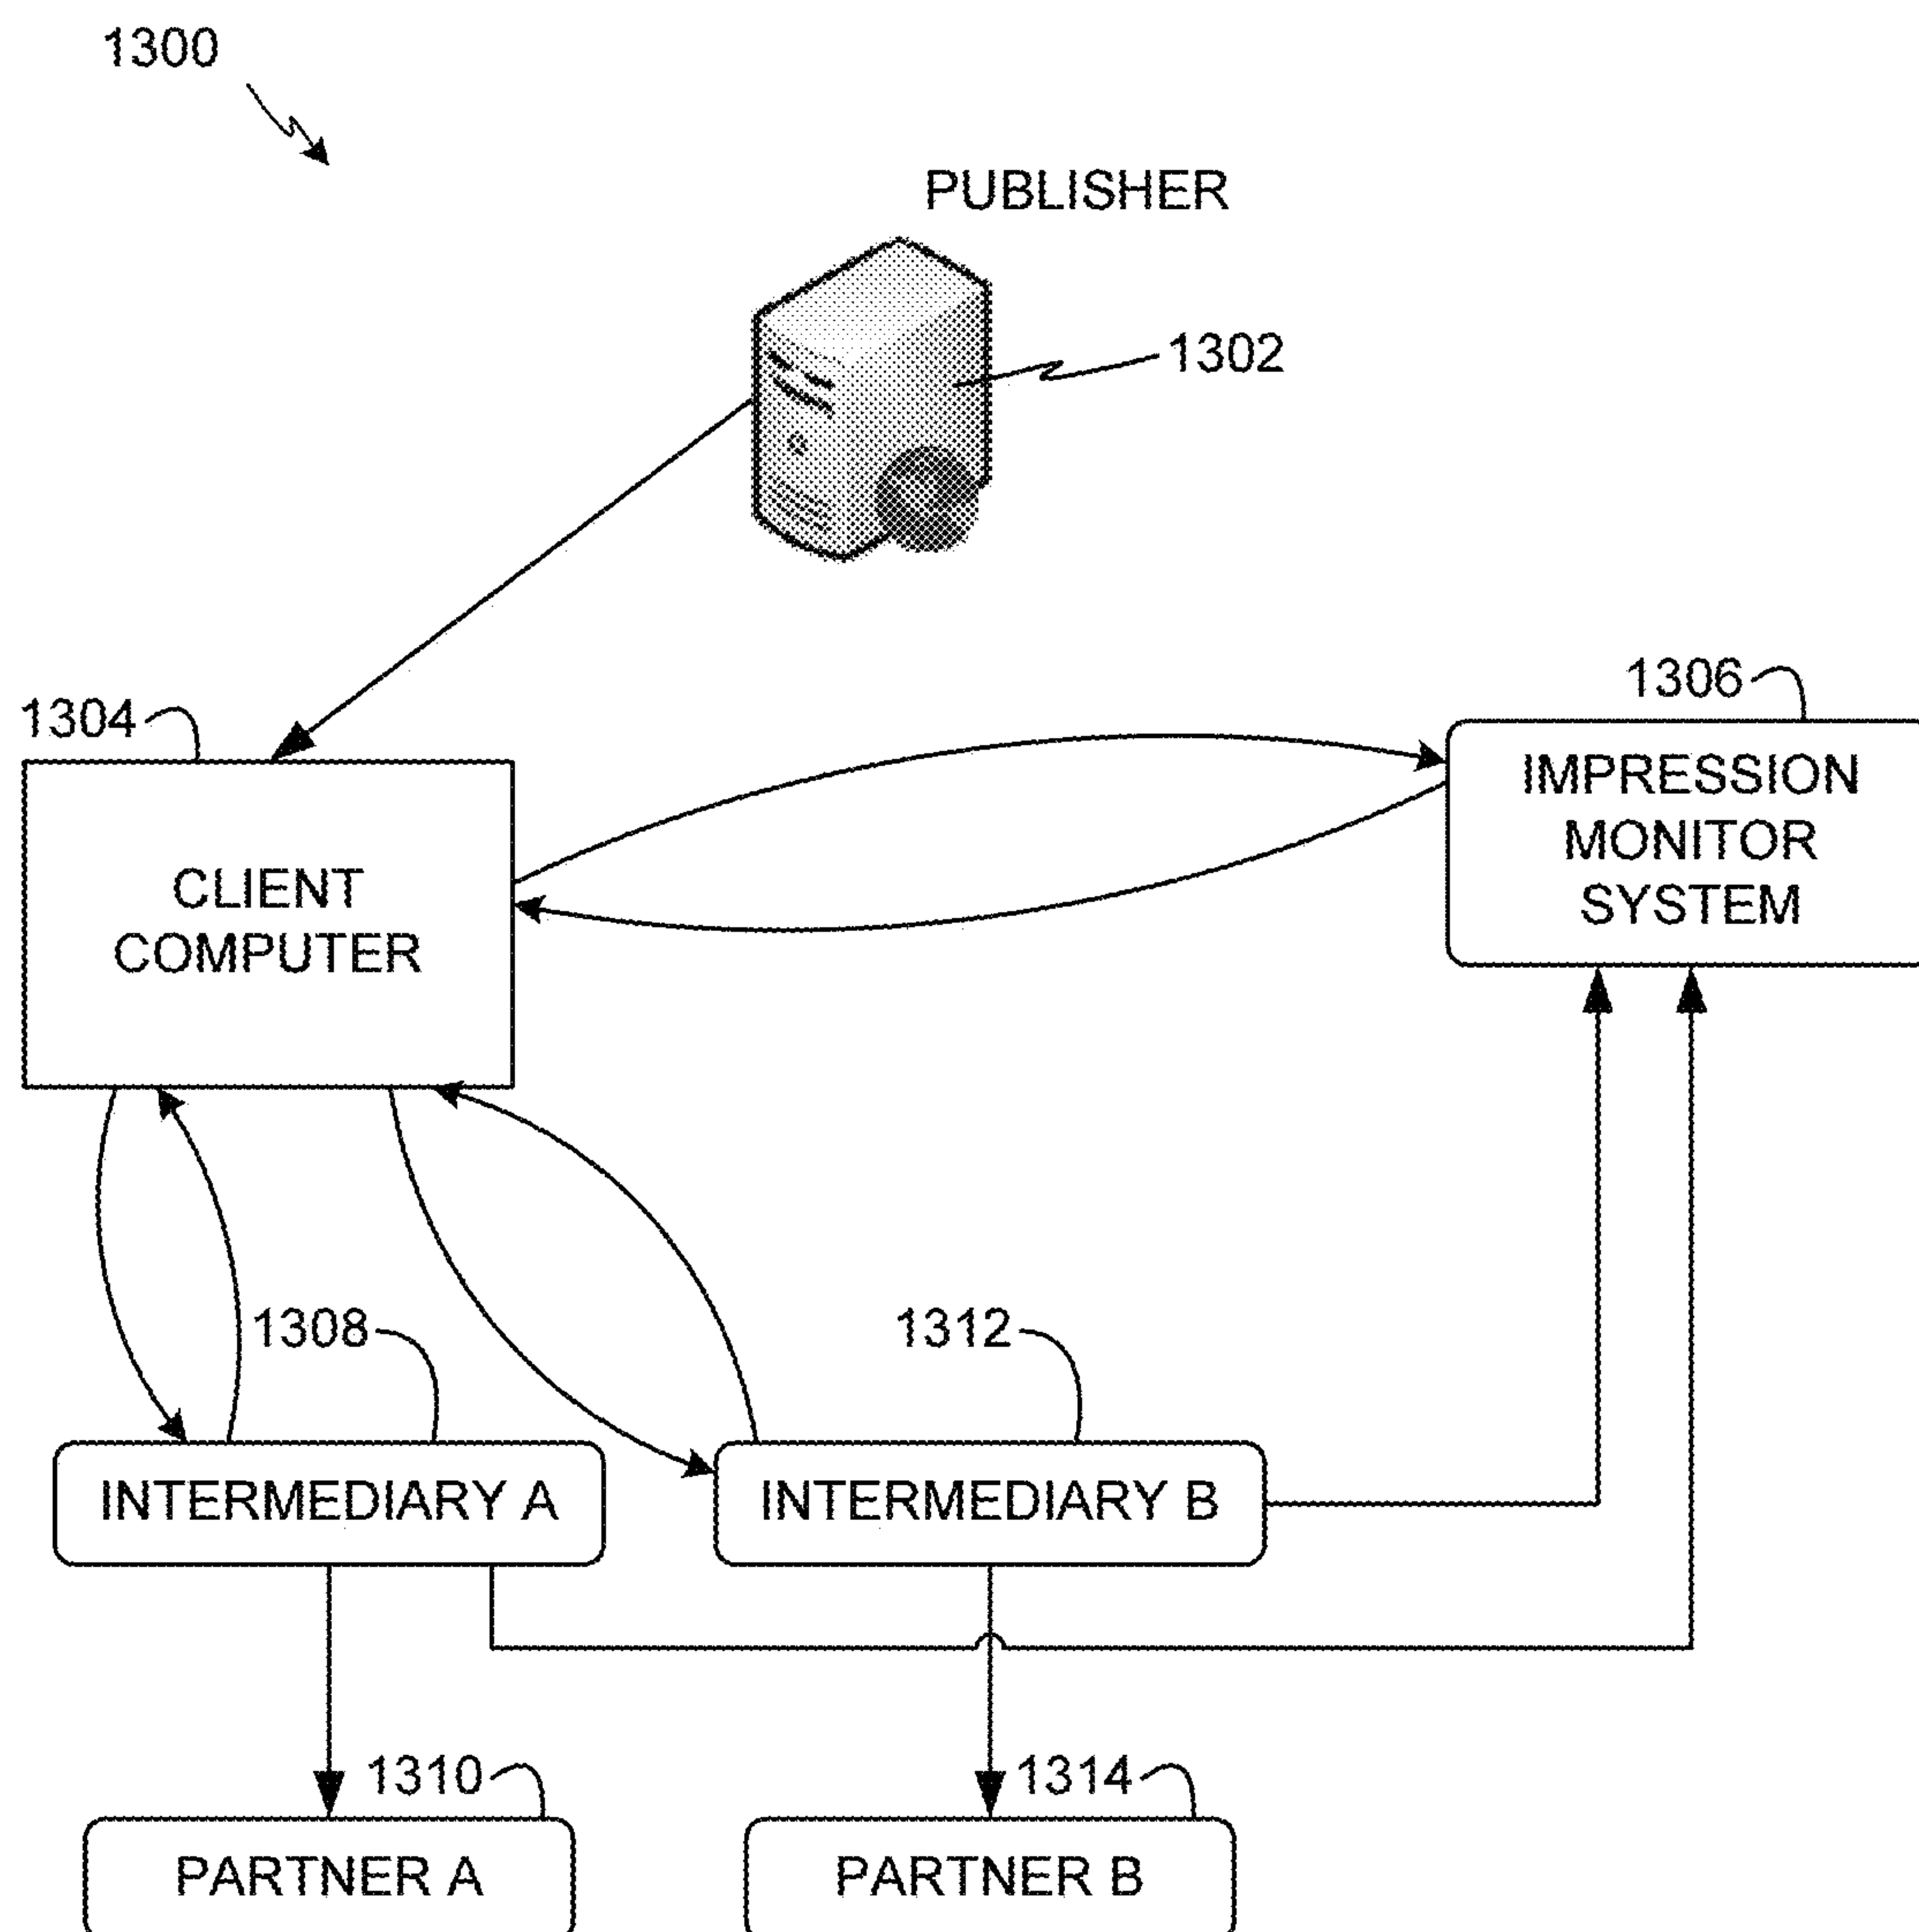 1300
PUBLISHER
1302
1304
1306
CLIENT
COMPUTER
IMPRESSION
MONITOR
SYSTEM
1308
1312
INTERMEDIARY A
INTERMEDIARY B
1310
1314
PARTNER A
PARTNER B